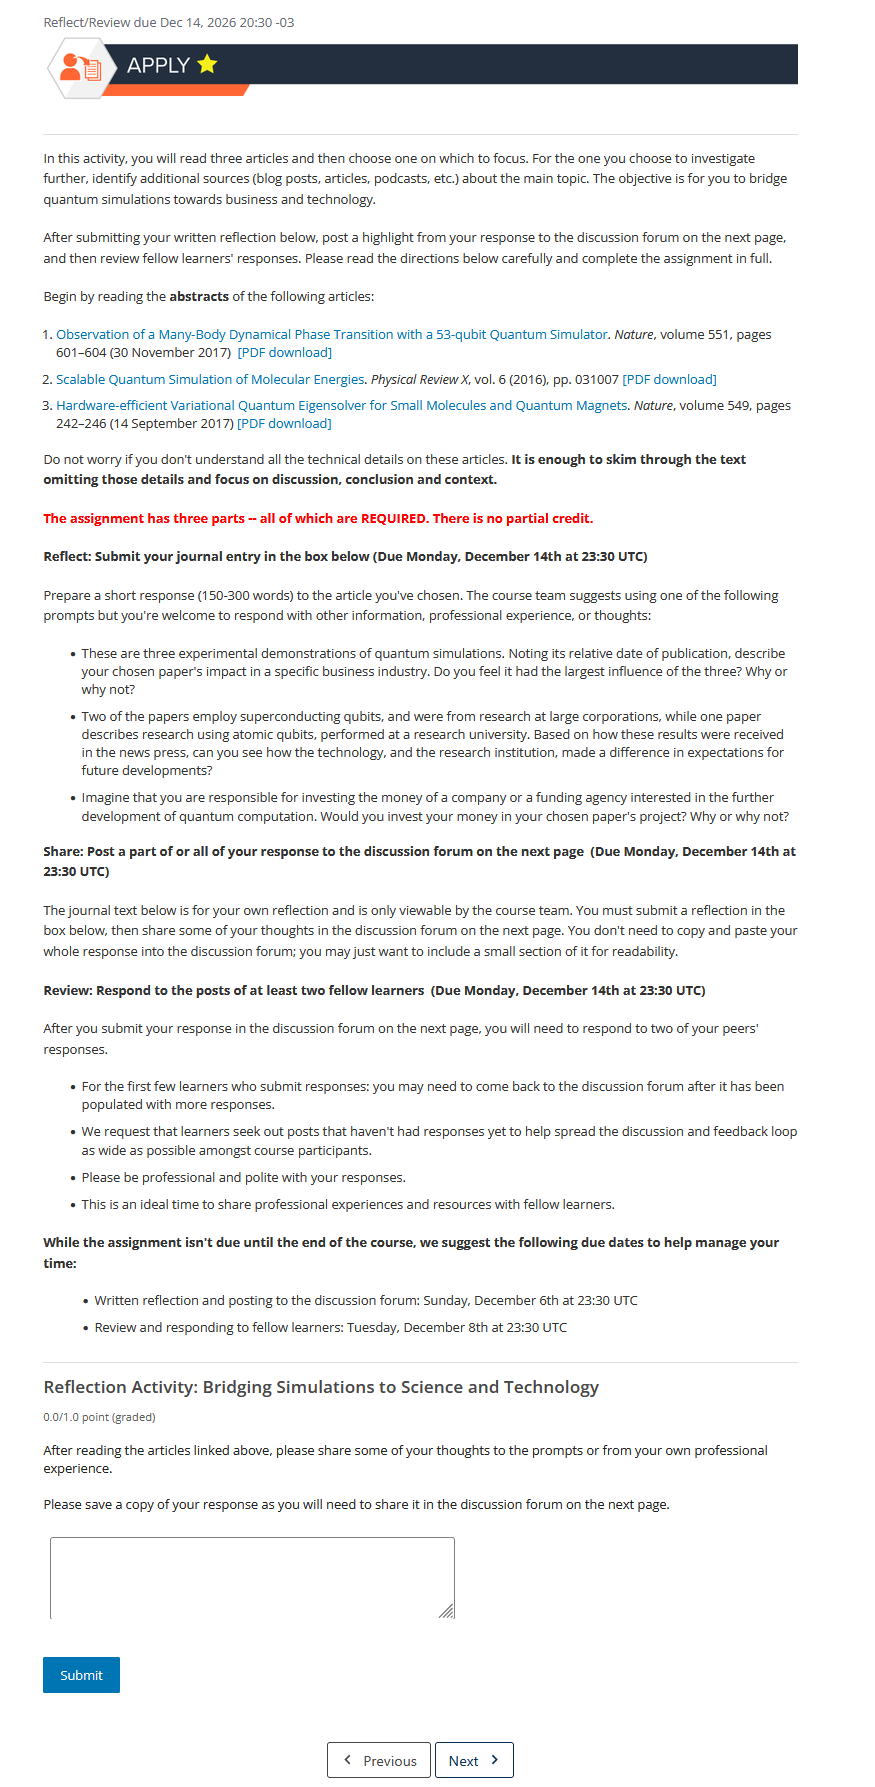 Reflect/Review due Dec 14, 2026 20:30 -03
APPLY
In this activity, you will read three articles and then choose one on which to focus. For the one you choose to investigate
further, identify additional sources (blog posts, articles, podcasts, etc.) about the main topic. The objective is for you to bridge
quantum simulations towards business and technology.
After submitting your written reflection below, post a highlight from your response to the discussion forum on the next page,
and then review fellow learners' responses. Please read the directions below carefully and complete the assignment in full.
Begin by reading the abstracts of the following articles:
1. Observation of a Many-Body Dynamical Phase Transition with a 53-qubit Quantum Simulator. Nature, volume 551, pages
601–604 (30 November 2017) [PDF download]
2. Scalable Quantum Simulation of Molecular Energies. Physical Review X, vol. 6 (2016), pp. 031007 [PDF download]
3. Hardware-efficient Variational Quantum Eigensolver for Small Molecules and Quantum Magnets. Nature, volume 549, pages
242–246 (14 September 2017) [PDF download]
Do not worry if you don't understand all the technical details on these articles. It is enough to skim through the text
omitting those details and focus on discussion, conclusion and context.
The assignment has three parts -- all of which are REQUIRED. There is no partial credit.
Reflect: Submit your journal entry in the box below (Due Monday, December 14th at 23:30 UTC)
Prepare a short response (150-300 words) to the article you've chosen. The course team suggests using one of the following
prompts but you're welcome to respond with other information, professional experience, or thoughts:
• These are three experimental demonstrations of quantum simulations. Noting its relative date of publication, describe
your chosen paper's impact in a specific business industry. Do you feel it had the largest influence of the three? Why or
why not?
• Two of the papers employ superconducting qubits, and were from research at large corporations, while one paper
describes research using atomic qubits, performed at a research university. Based on how these results were received
in the news press, can you see how the technology, and the research institution, made a difference in expectations for
future developments?
• Imagine that you are responsible for investing the money of a company or a funding agency interested in the further
development of quantum computation. Would you invest your money in your chosen paper's project? Why or why not?
Share: Post a part of or all of your response to the discussion forum on the next page (Due Monday, December 14th at
23:30 UTC)
The journal text below is for your own reflection and is only viewable by the course team. You must submit a reflection in the
box below, then share some of your thoughts in the discussion forum on the next page. You don't need to copy and paste your
whole response into the discussion forum; you may just want to include a small section of it for readability.
Review: Respond to the posts of at least two fellow learners (Due Monday, December 14th at 23:30 UTC)
After you submit your response in the discussion forum on the next page, you will need to respond to two of your peers'
responses.
• For the first few learners who submit responses: you may need to come back to the discussion forum after it has been
populated with more responses.
• We request that learners seek out posts that haven't had responses yet to help spread the discussion and feedback loop
as wide as possible amongst course participants.
• Please be professional and polite with your responses.
• This is an ideal time to share professional experiences and resources with fellow learners.
While the assignment isn't due until the end of the course, we suggest the following due dates to help manage your
time:
• Written reflection and posting to the discussion forum: Sunday, December 6th at 23:30 UTC
• Review and responding to fellow learners: Tuesday, December 8th at 23:30 UTC
Reflection Activity: Bridging Simulations to Science and Technology
0.0/1.0 point (graded)
After reading the articles linked above, please share some of your thoughts to the prompts or from your own professional
experience.
Please save a copy of your response as you will need to share it in the discussion forum on the next page.
Submit
Previous
Next